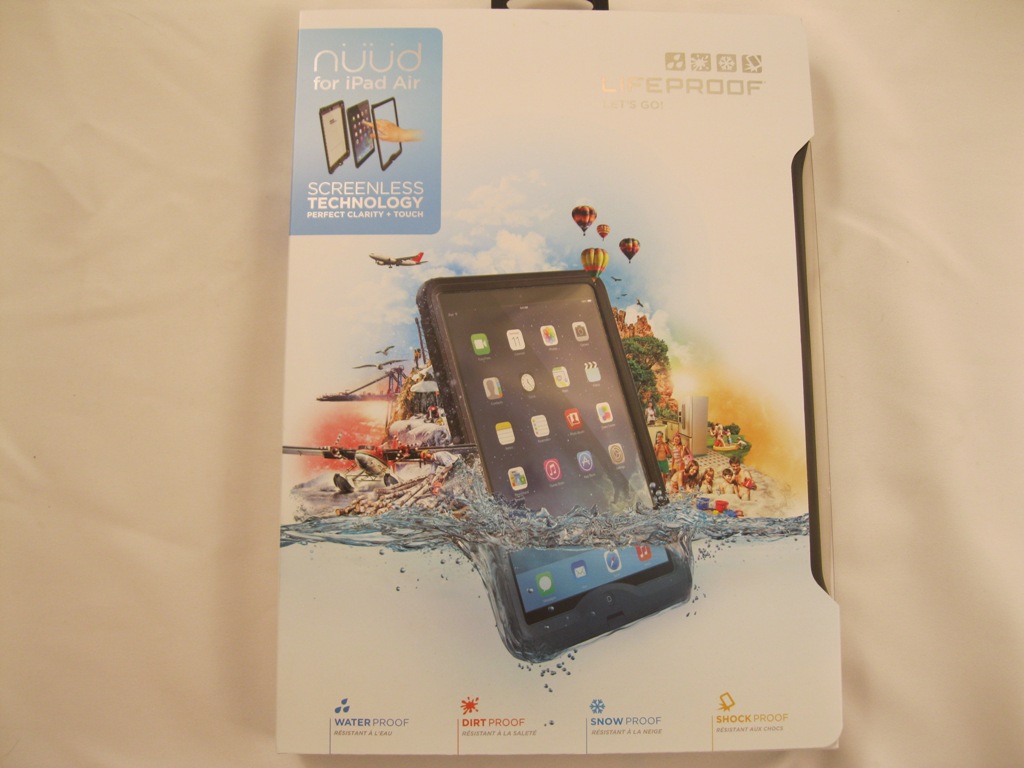 nüüd
for iPad Air
SCREENLESS
TECHNOLOGY
PERFECT CLARITY + TOUCH
LIFEPROOF
LET'S GO!
WATERPROOF
RÉSISTANT À L'EAU
DIRTPROOF
RÉSISTANT À LA SALETÉ
SNOWPROOF
RÉSISTANT À LA NEIGE
SHOCKPROOF
RÉSISTANT AUX CHOCS